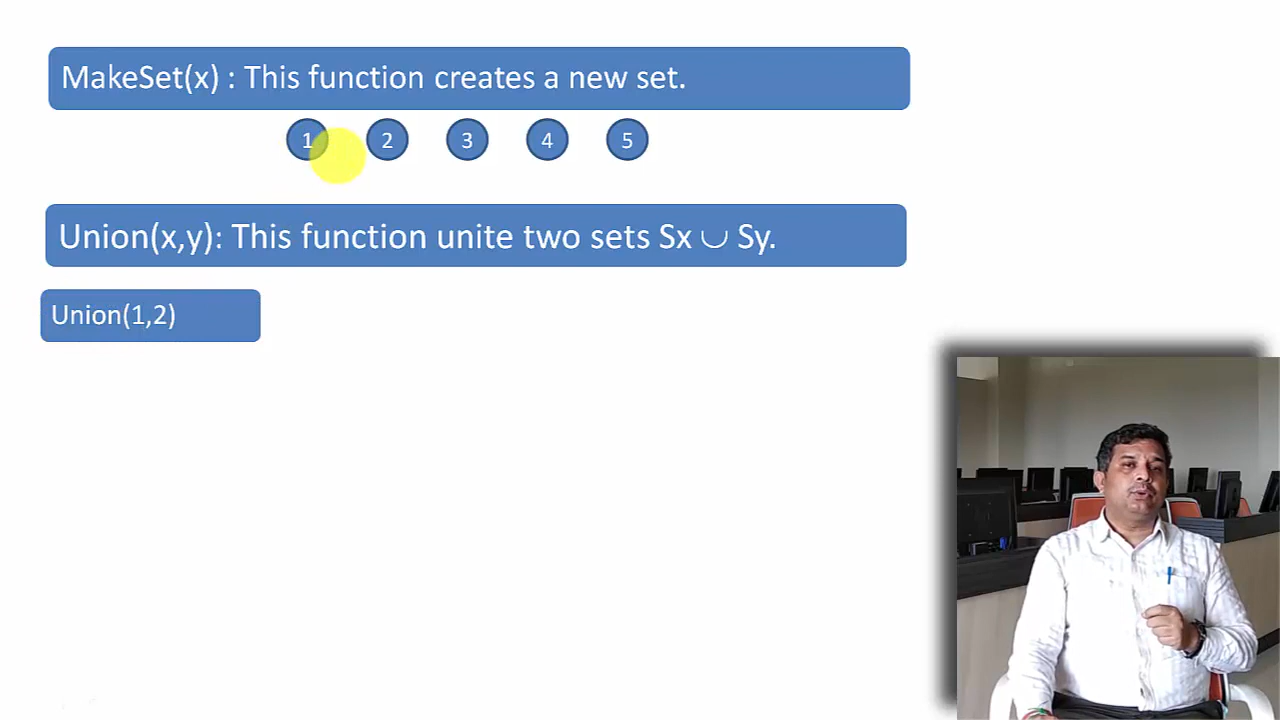 MakeSet(x) : This function creates a new set.
1 2 3 4 5
Union(x,y): This function unite two sets Sx ∪ Sy.
Union(1,2)